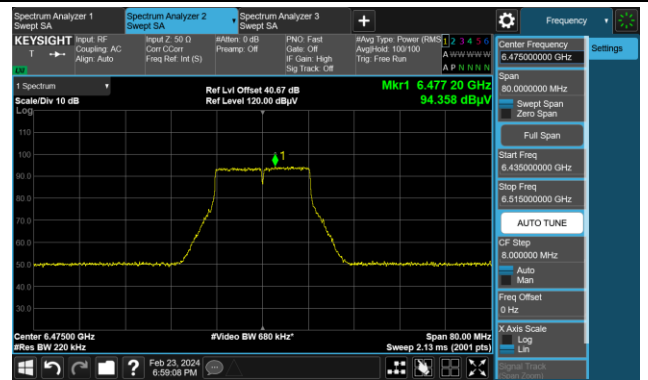 Spectrum Analyzer 1
Swept SA
Spectrum Analyzer 2
Swept SA
Spectrum Analyzer 3
Swept SA
Frequency
KEYSIGHT
T
Input: RF
Coupling: AC
Align: Auto
Input Z: 50 Ω
Corr CCorr
Freq Ref: Int (S)
#Atten: 0 dB
Preamp: Off
PNO: Fast
Gate: Off
IF Gain: High
Sig Track: Off
#Avg Type: Power (RMS
Avg|Hold: 100/100
Trig: Free Run
1 2 3 4 5 6
A W W W W W
A P N N N N
1 Spectrum
Scale/Div 10 dB
Ref Lvl Offset 40.67 dB
Ref Level 120.00 dBµV
Mkr1 6.477 20 GHz
94.358 dBµV
Log
110
100
90.0
80.0
70.0
60.0
50.0
40.0
30.0
1
Center 6.47500 GHz
#Res BW 220 kHz
#Video BW 680 kHz*
Span 80.00 MHz
Sweep 2.13 ms (2001 pts)
Feb 23, 2024
6:59:08 PM
Center Frequency
6.475000000 GHz
Span
80.0000000 MHz
Swept Span
Zero Span
Full Span
Start Freq
6.435000000 GHz
Stop Freq
6.515000000 GHz
AUTO TUNE
CF Step
8.000000 MHz
Auto
Man
Freq Offset
0 Hz
X Axis Scale
Log
Lin
Signal Track
(Span Zoom)
Settings